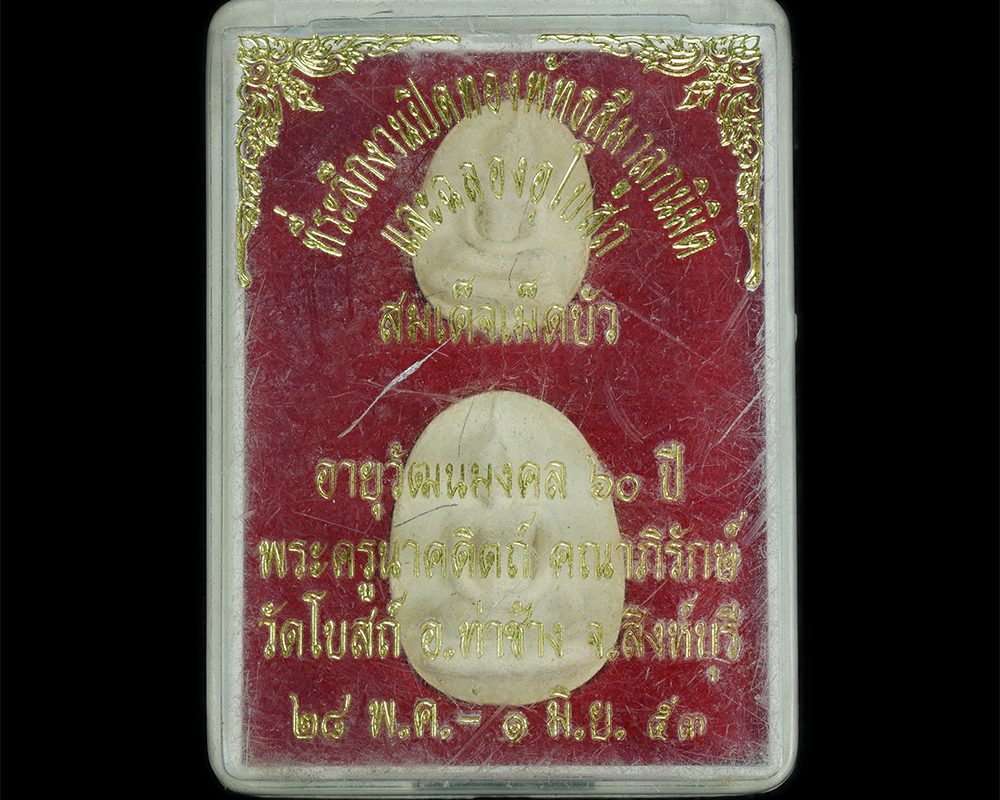 ที่ระลึกงานปิดทองพัทธสีมาลูกนิมิต
และฉลองอุโบสถ
สมเด็จเม็ดบัว
อายุวัฒนมงคล ๖๐ ปี
พระครูนาคดิตถ์ คณาภิรักษ์
วัดโบสถ์ อ.ท่าช้าง จ.สิงห์บุรี
๒๘ พ.ค.- ๑ มิ.ย. ๕๓